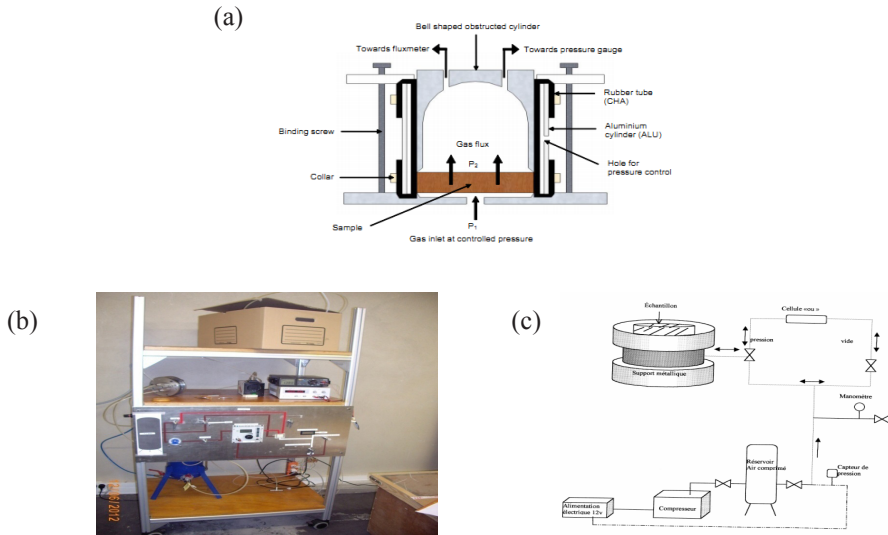 (a)
Bell shaped obstructed cylinder
Towards fluxmeter
Towards pressure gauge
Rubber tube
(CHA)
Binding screw
Aluminium
cylinder (ALU)
Gas flux
Hole for
pressure control
P₂
Collar
Sample
P₁
Gas inlet at controlled pressure
(b)
(c)
Échantillon
Cellule «ou »
pression
vide
Support métallique
Manomètre
Réservoir
Air comprimé
Capteur de
pression
Alimentation
électrique 12v
Compresseur